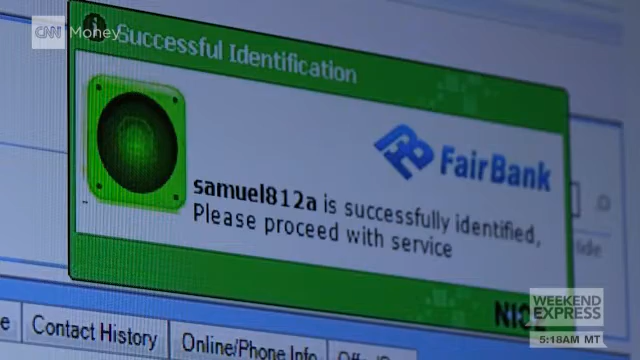 CNN Money
Successful Identification
FairBank
samuel812a is successfully identified,
Please proceed with service
Contact History
Online/Phone Info
WEEKEND
EXPRESS
5:18AM MT